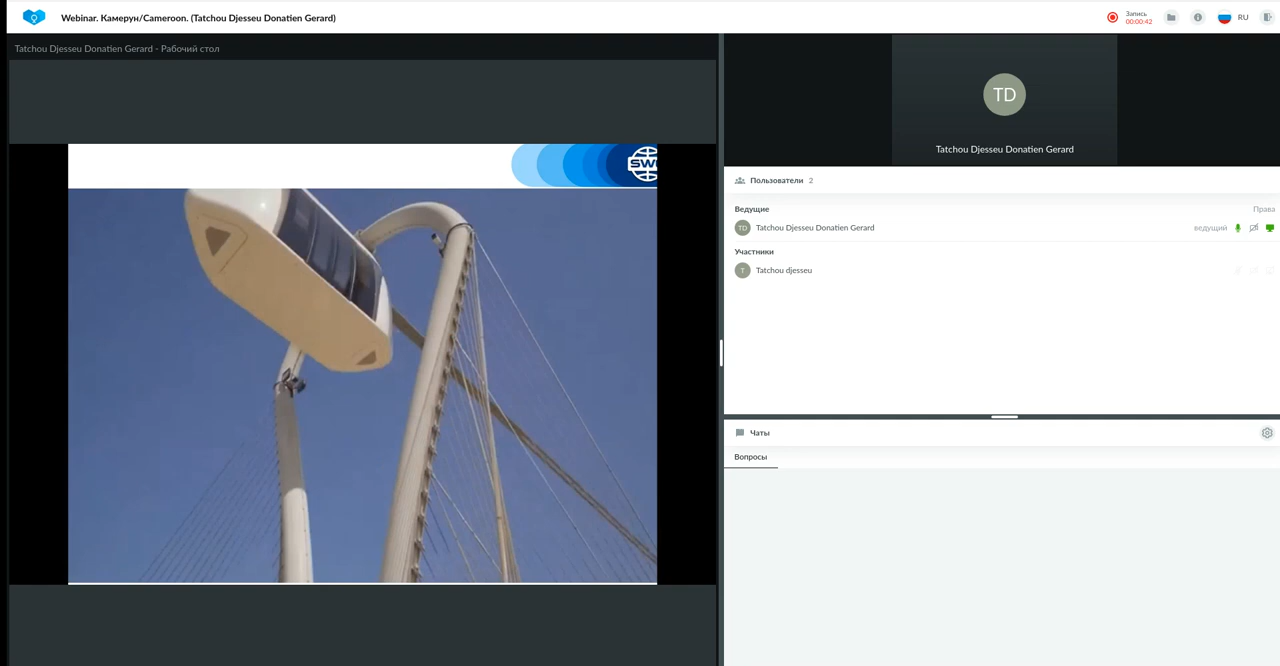 Webinar. Камерун/Cameroon. (Tatchou Djesseu Donatien Gerard)
Запись
00:00:42
RU
Tatchou Djesseu Donatien Gerard - Рабочий стол
SW
TD
Tatchou Djesseu Donatien Gerard
Пользователи 2
Ведущие Права
TD Tatchou Djesseu Donatien Gerard ведущий
Участники
T Tatchou djesseu
Чаты
Вопросы